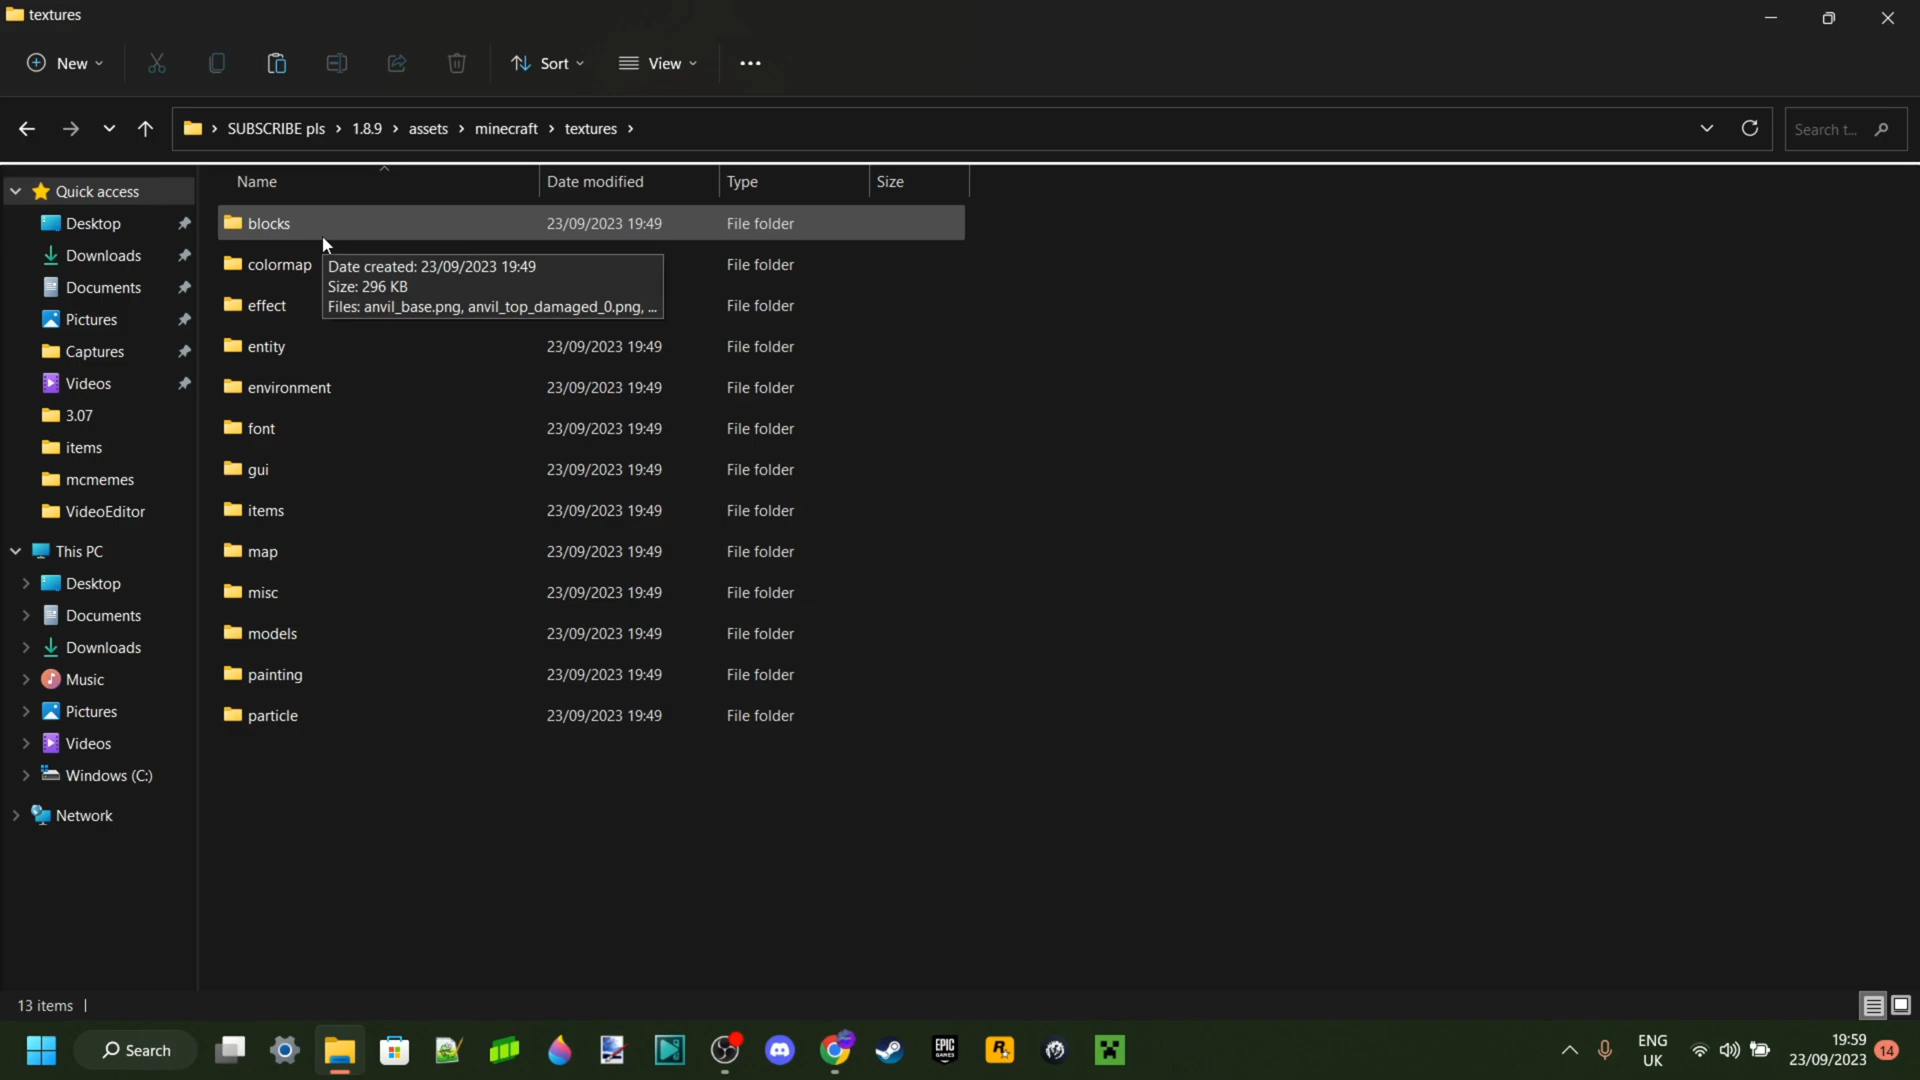 textures
New
Sort
View
SUBSCRIBE pls > 1.8.9 > assets > minecraft > textures >
Search t...
Name Date modified Type Size
Quick access
Desktop
Downloads
Documents
Pictures
Captures
Videos
3.07
items
mcmemes
VideoEditor
This PC
Desktop
Documents
Downloads
Music
Pictures
Videos
Windows (C:)
Network
blocks 23/09/2023 19:49 File folder
colormap File folder
Date created: 23/09/2023 19:49
Size: 296 KB
Files: anvil_base.png, anvil_top_damaged_0.png, ...
effect File folder
entity 23/09/2023 19:49 File folder
environment 23/09/2023 19:49 File folder
font 23/09/2023 19:49 File folder
gui 23/09/2023 19:49 File folder
items 23/09/2023 19:49 File folder
map 23/09/2023 19:49 File folder
misc 23/09/2023 19:49 File folder
models 23/09/2023 19:49 File folder
painting 23/09/2023 19:49 File folder
particle 23/09/2023 19:49 File folder
13 items
Search
EPIC
GAMES
R
ENG
UK
19:59
23/09/2023
14